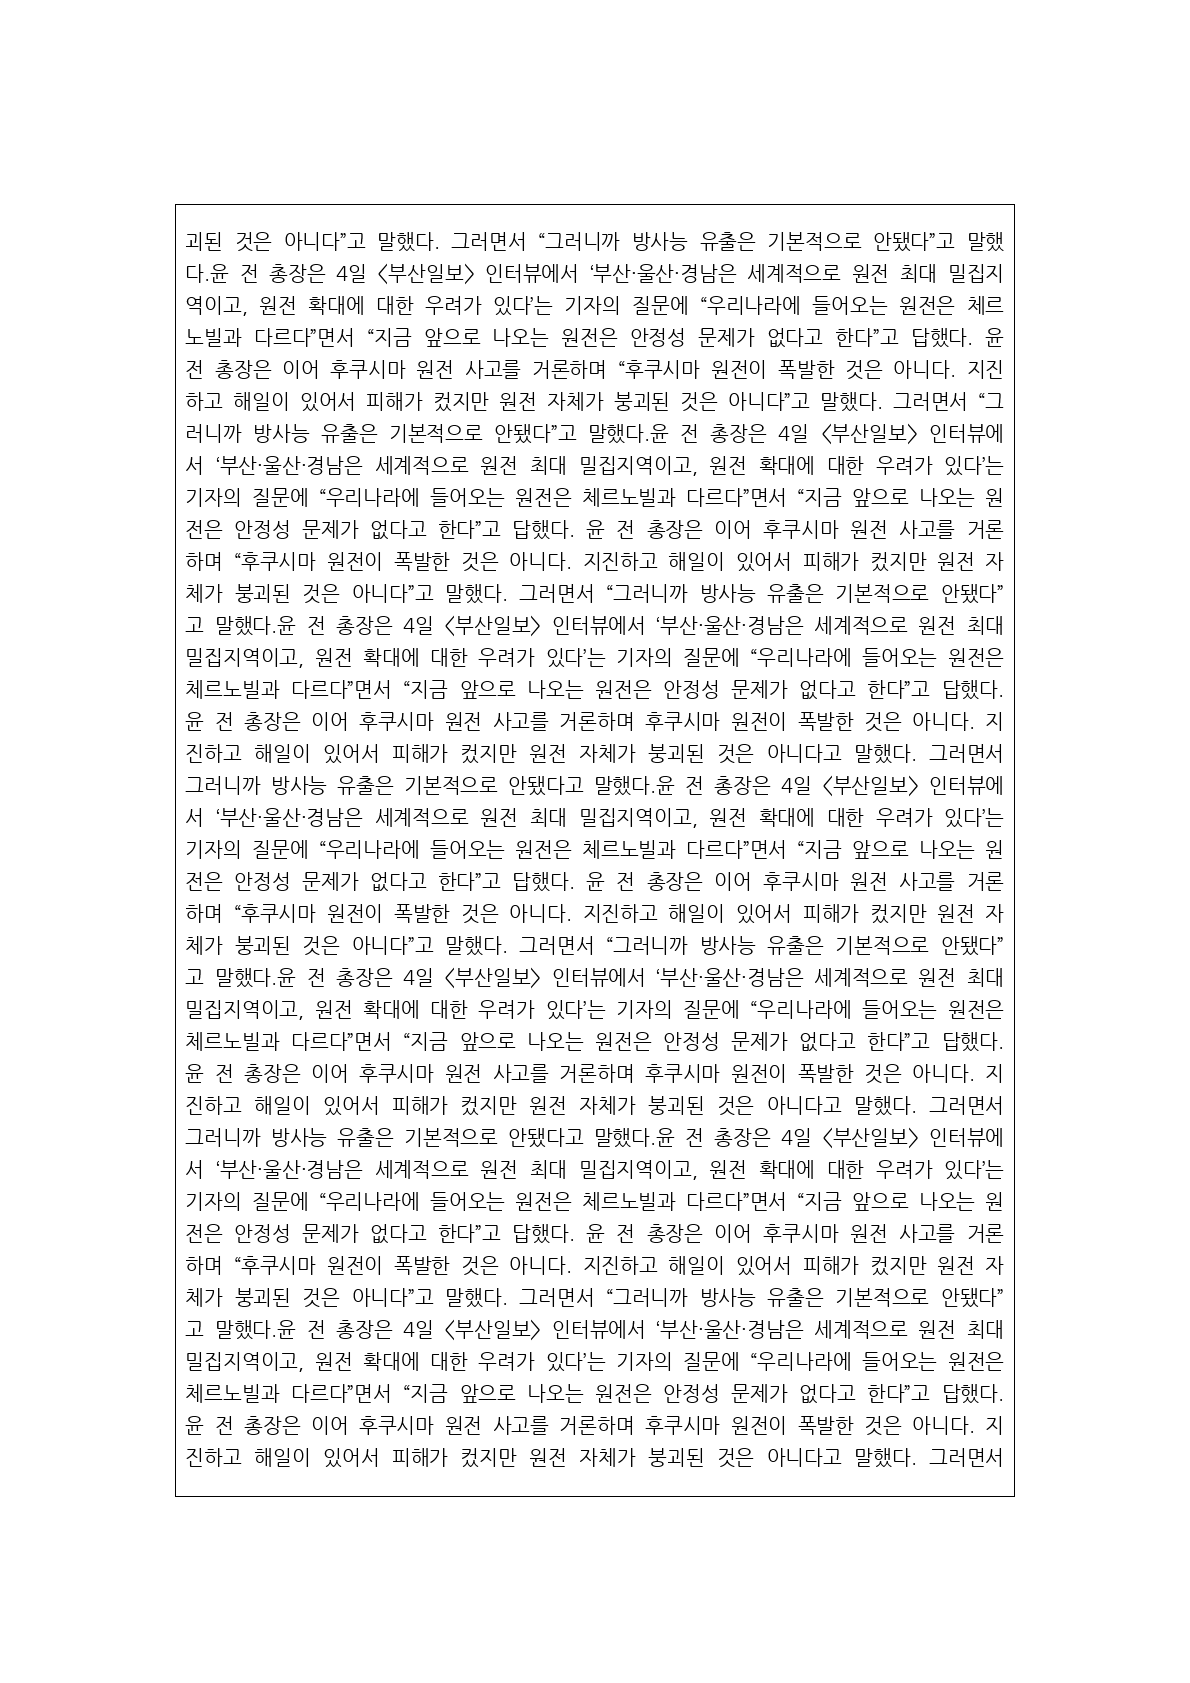 괴된 것은 아니다”고 말했다. 그러면서 “그러니까 방사능 유출은 기본적으로 안됐다”고 말했
다.윤 전 총장은 4일 〈부산일보〉 인터뷰에서 ‘부산·울산·경남은 세계적으로 원전 최대 밀집지
역이고, 원전 확대에 대한 우려가 있다’는 기자의 질문에 “우리나라에 들어오는 원전은 체르
노빌과 다르다”면서 “지금 앞으로 나오는 원전은 안정성 문제가 없다고 한다”고 답했다. 윤
전 총장은 이어 후쿠시마 원전 사고를 거론하며 “후쿠시마 원전이 폭발한 것은 아니다. 지진
하고 해일이 있어서 피해가 컸지만 원전 자체가 붕괴된 것은 아니다”고 말했다. 그러면서 “그
러니까 방사능 유출은 기본적으로 안됐다”고 말했다.윤 전 총장은 4일 〈부산일보〉 인터뷰에
서 ‘부산·울산·경남은 세계적으로 원전 최대 밀집지역이고, 원전 확대에 대한 우려가 있다’는
기자의 질문에 “우리나라에 들어오는 원전은 체르노빌과 다르다”면서 “지금 앞으로 나오는 원
전은 안정성 문제가 없다고 한다”고 답했다. 윤 전 총장은 이어 후쿠시마 원전 사고를 거론
하며 “후쿠시마 원전이 폭발한 것은 아니다. 지진하고 해일이 있어서 피해가 컸지만 원전 자
체가 붕괴된 것은 아니다”고 말했다. 그러면서 “그러니까 방사능 유출은 기본적으로 안됐다”
고 말했다.윤 전 총장은 4일 〈부산일보〉 인터뷰에서 ‘부산·울산·경남은 세계적으로 원전 최대
밀집지역이고, 원전 확대에 대한 우려가 있다’는 기자의 질문에 “우리나라에 들어오는 원전은
체르노빌과 다르다”면서 “지금 앞으로 나오는 원전은 안정성 문제가 없다고 한다”고 답했다.
윤 전 총장은 이어 후쿠시마 원전 사고를 거론하며 후쿠시마 원전이 폭발한 것은 아니다. 지
진하고 해일이 있어서 피해가 컸지만 원전 자체가 붕괴된 것은 아니다고 말했다. 그러면서
그러니까 방사능 유출은 기본적으로 안됐다고 말했다.윤 전 총장은 4일 〈부산일보〉 인터뷰에
서 ‘부산·울산·경남은 세계적으로 원전 최대 밀집지역이고, 원전 확대에 대한 우려가 있다’는
기자의 질문에 “우리나라에 들어오는 원전은 체르노빌과 다르다”면서 “지금 앞으로 나오는 원
전은 안정성 문제가 없다고 한다”고 답했다. 윤 전 총장은 이어 후쿠시마 원전 사고를 거론
하며 “후쿠시마 원전이 폭발한 것은 아니다. 지진하고 해일이 있어서 피해가 컸지만 원전 자
체가 붕괴된 것은 아니다”고 말했다. 그러면서 “그러니까 방사능 유출은 기본적으로 안됐다”
고 말했다.윤 전 총장은 4일 〈부산일보〉 인터뷰에서 ‘부산·울산·경남은 세계적으로 원전 최대
밀집지역이고, 원전 확대에 대한 우려가 있다’는 기자의 질문에 “우리나라에 들어오는 원전은
체르노빌과 다르다”면서 “지금 앞으로 나오는 원전은 안정성 문제가 없다고 한다”고 답했다.
윤 전 총장은 이어 후쿠시마 원전 사고를 거론하며 후쿠시마 원전이 폭발한 것은 아니다. 지
진하고 해일이 있어서 피해가 컸지만 원전 자체가 붕괴된 것은 아니다고 말했다. 그러면서
그러니까 방사능 유출은 기본적으로 안됐다고 말했다.윤 전 총장은 4일 〈부산일보〉 인터뷰에
서 ‘부산·울산·경남은 세계적으로 원전 최대 밀집지역이고, 원전 확대에 대한 우려가 있다’는
기자의 질문에 “우리나라에 들어오는 원전은 체르노빌과 다르다”면서 “지금 앞으로 나오는 원
전은 안정성 문제가 없다고 한다”고 답했다. 윤 전 총장은 이어 후쿠시마 원전 사고를 거론
하며 “후쿠시마 원전이 폭발한 것은 아니다. 지진하고 해일이 있어서 피해가 컸지만 원전 자
체가 붕괴된 것은 아니다”고 말했다. 그러면서 “그러니까 방사능 유출은 기본적으로 안됐다”
고 말했다.윤 전 총장은 4일 〈부산일보〉 인터뷰에서 ‘부산·울산·경남은 세계적으로 원전 최대
밀집지역이고, 원전 확대에 대한 우려가 있다’는 기자의 질문에 “우리나라에 들어오는 원전은
체르노빌과 다르다”면서 “지금 앞으로 나오는 원전은 안정성 문제가 없다고 한다”고 답했다.
윤 전 총장은 이어 후쿠시마 원전 사고를 거론하며 후쿠시마 원전이 폭발한 것은 아니다. 지
진하고 해일이 있어서 피해가 컸지만 원전 자체가 붕괴된 것은 아니다고 말했다. 그러면서